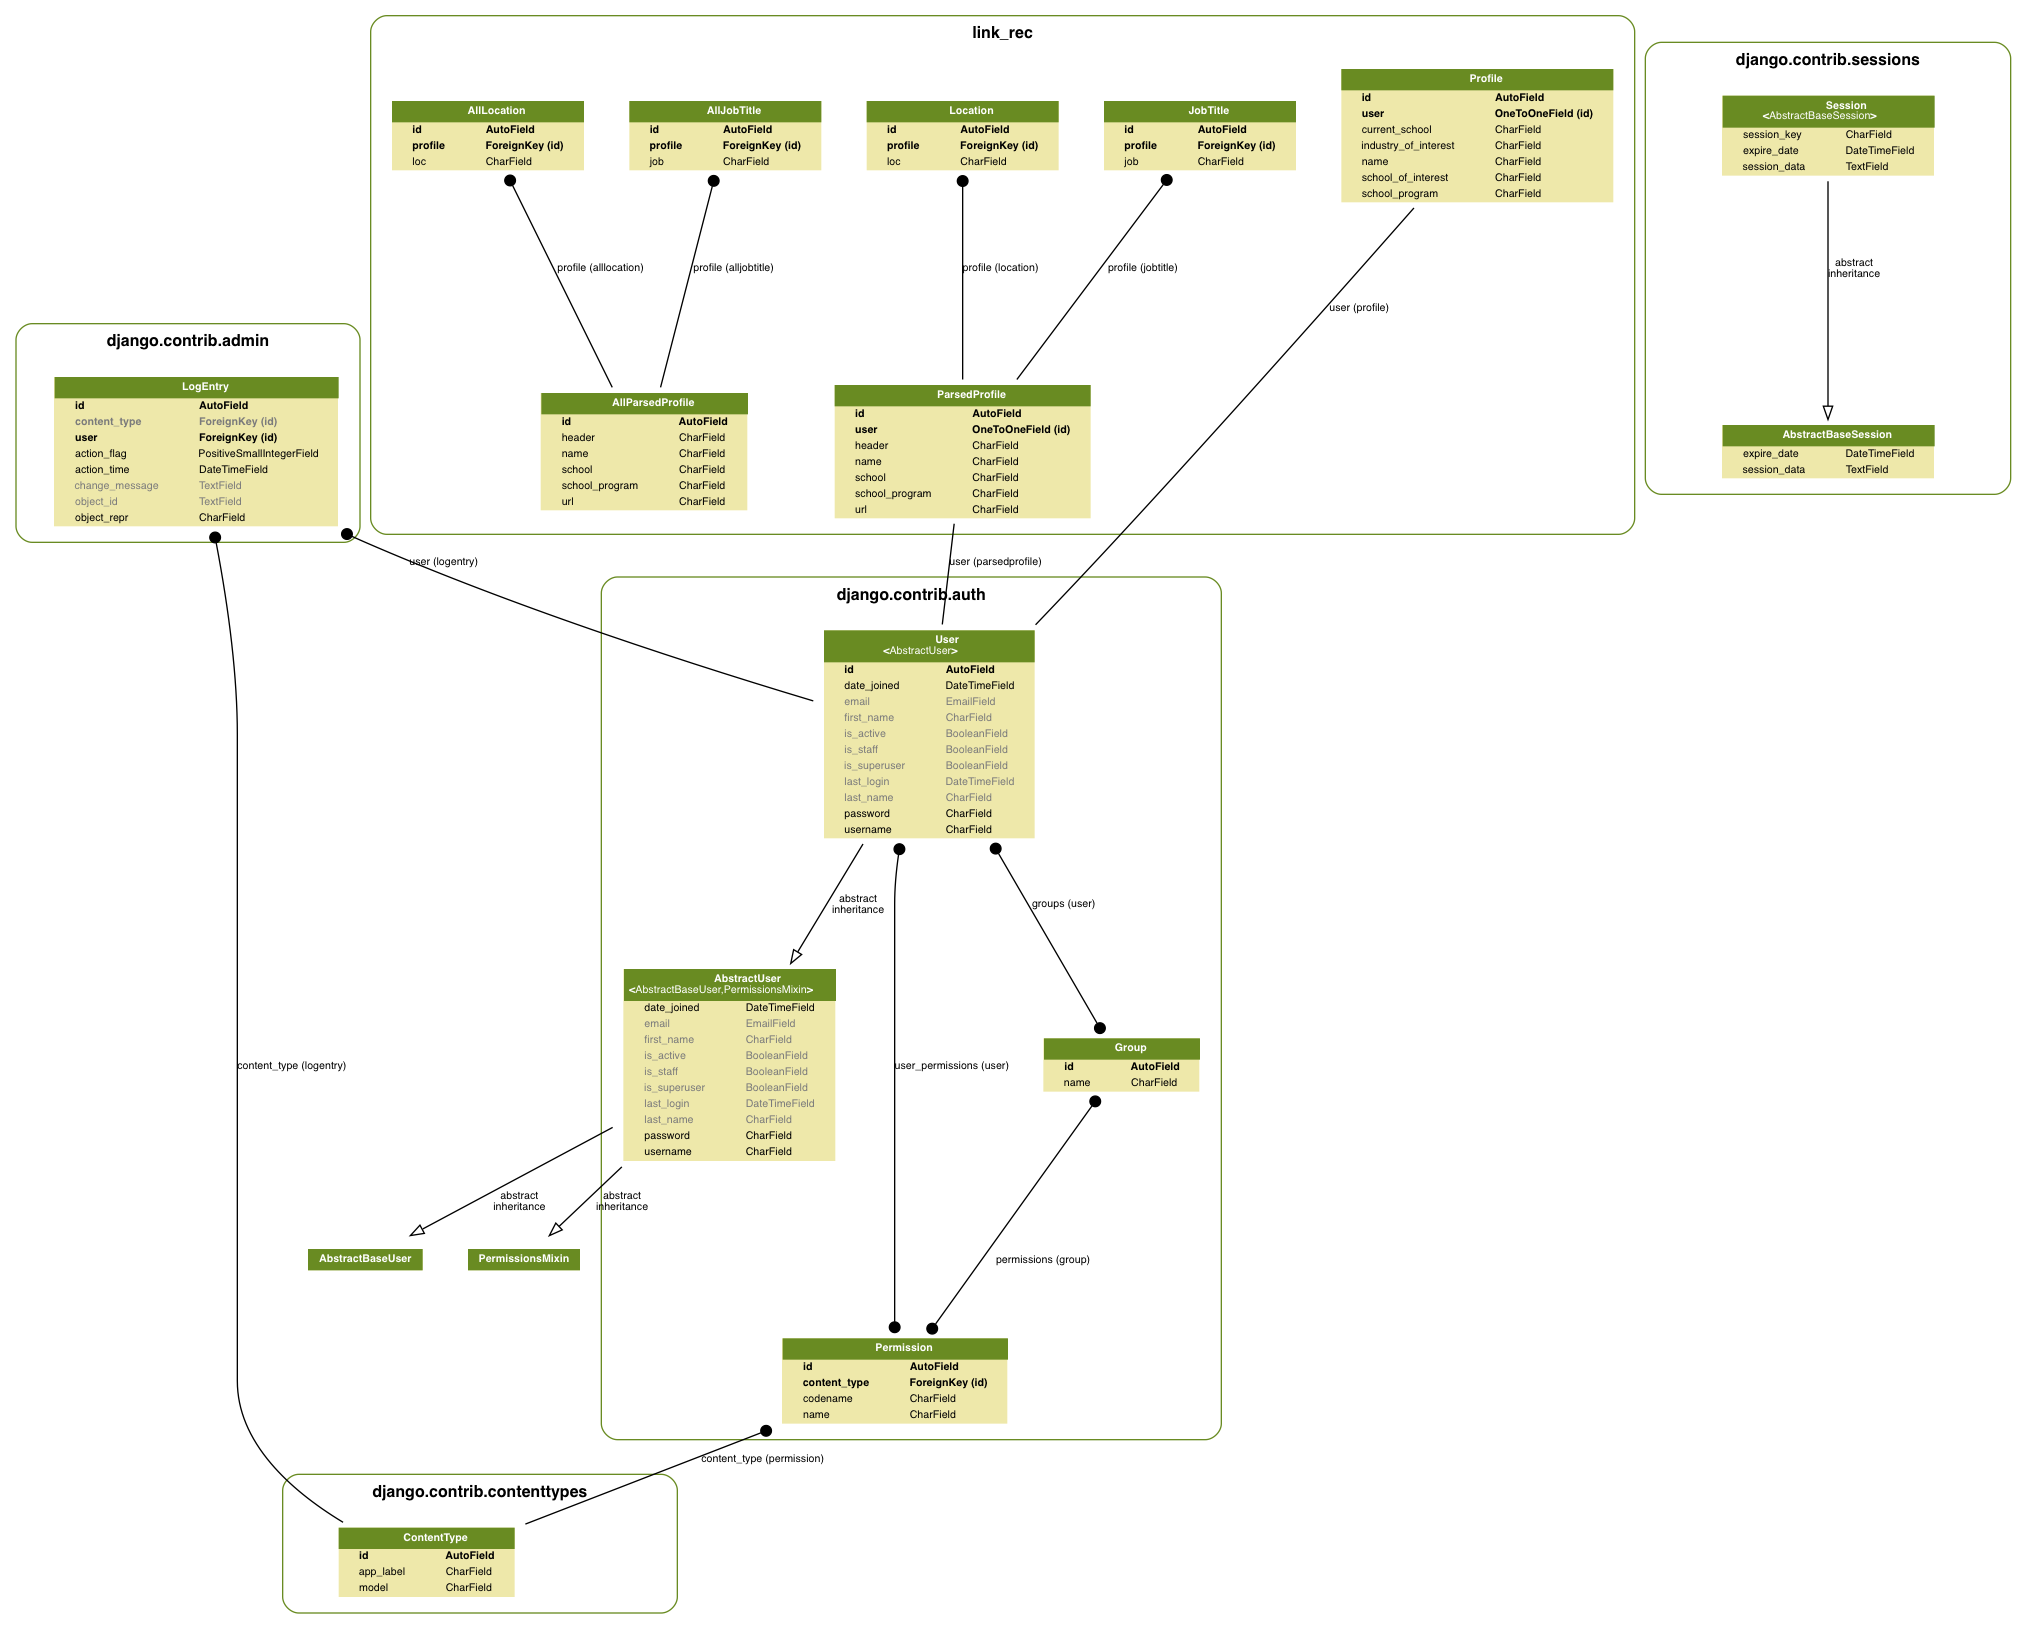 link_rec
AllLocation
id AutoField
profile ForeignKey (id)
loc CharField
AllJobTitle
id AutoField
profile ForeignKey (id)
job CharField
Location
id AutoField
profile ForeignKey (id)
loc CharField
JobTitle
id AutoField
profile ForeignKey (id)
job CharField
Profile
id AutoField
user OneToOneField (id)
current_school CharField
industry_of_interest CharField
name CharField
school_of_interest CharField
school_program CharField
profile (alllocation)
profile (alljobtitle)
profile (location)
profile (jobtitle)
user (profile)
AllParsedProfile
id AutoField
header CharField
name CharField
school CharField
school_program CharField
url CharField
ParsedProfile
id AutoField
user OneToOneField (id)
header CharField
name CharField
school CharField
school_program CharField
url CharField
django.contrib.sessions
Session
<AbstractBaseSession>
session_key CharField
expire_date DateTimeField
session_data TextField
abstract
inheritance
AbstractBaseSession
expire_date DateTimeField
session_data TextField
django.contrib.admin
LogEntry
id AutoField
content_type ForeignKey (id)
user ForeignKey (id)
action_flag PositiveSmallIntegerField
action_time DateTimeField
change_message TextField
object_id TextField
object_repr CharField
user (logentry)
user (parsedprofile)
django.contrib.auth
User
<AbstractUser>
id AutoField
date_joined DateTimeField
email EmailField
first_name CharField
is_active BooleanField
is_staff BooleanField
is_superuser BooleanField
last_login DateTimeField
last_name CharField
password CharField
username CharField
abstract
inheritance
groups (user)
AbstractUser
<AbstractBaseUser,PermissionsMixin>
date_joined DateTimeField
email EmailField
first_name CharField
is_active BooleanField
is_staff BooleanField
is_superuser BooleanField
last_login DateTimeField
last_name CharField
password CharField
username CharField
content_type (logentry)
user_permissions (user)
Group
id AutoField
name CharField
abstract
inheritance
abstract
inheritance
AbstractBaseUser
PermissionsMixin
permissions (group)
Permission
id AutoField
content_type ForeignKey (id)
codename CharField
name CharField
content_type (permission)
django.contrib.contenttypes
ContentType
id AutoField
app_label CharField
model CharField